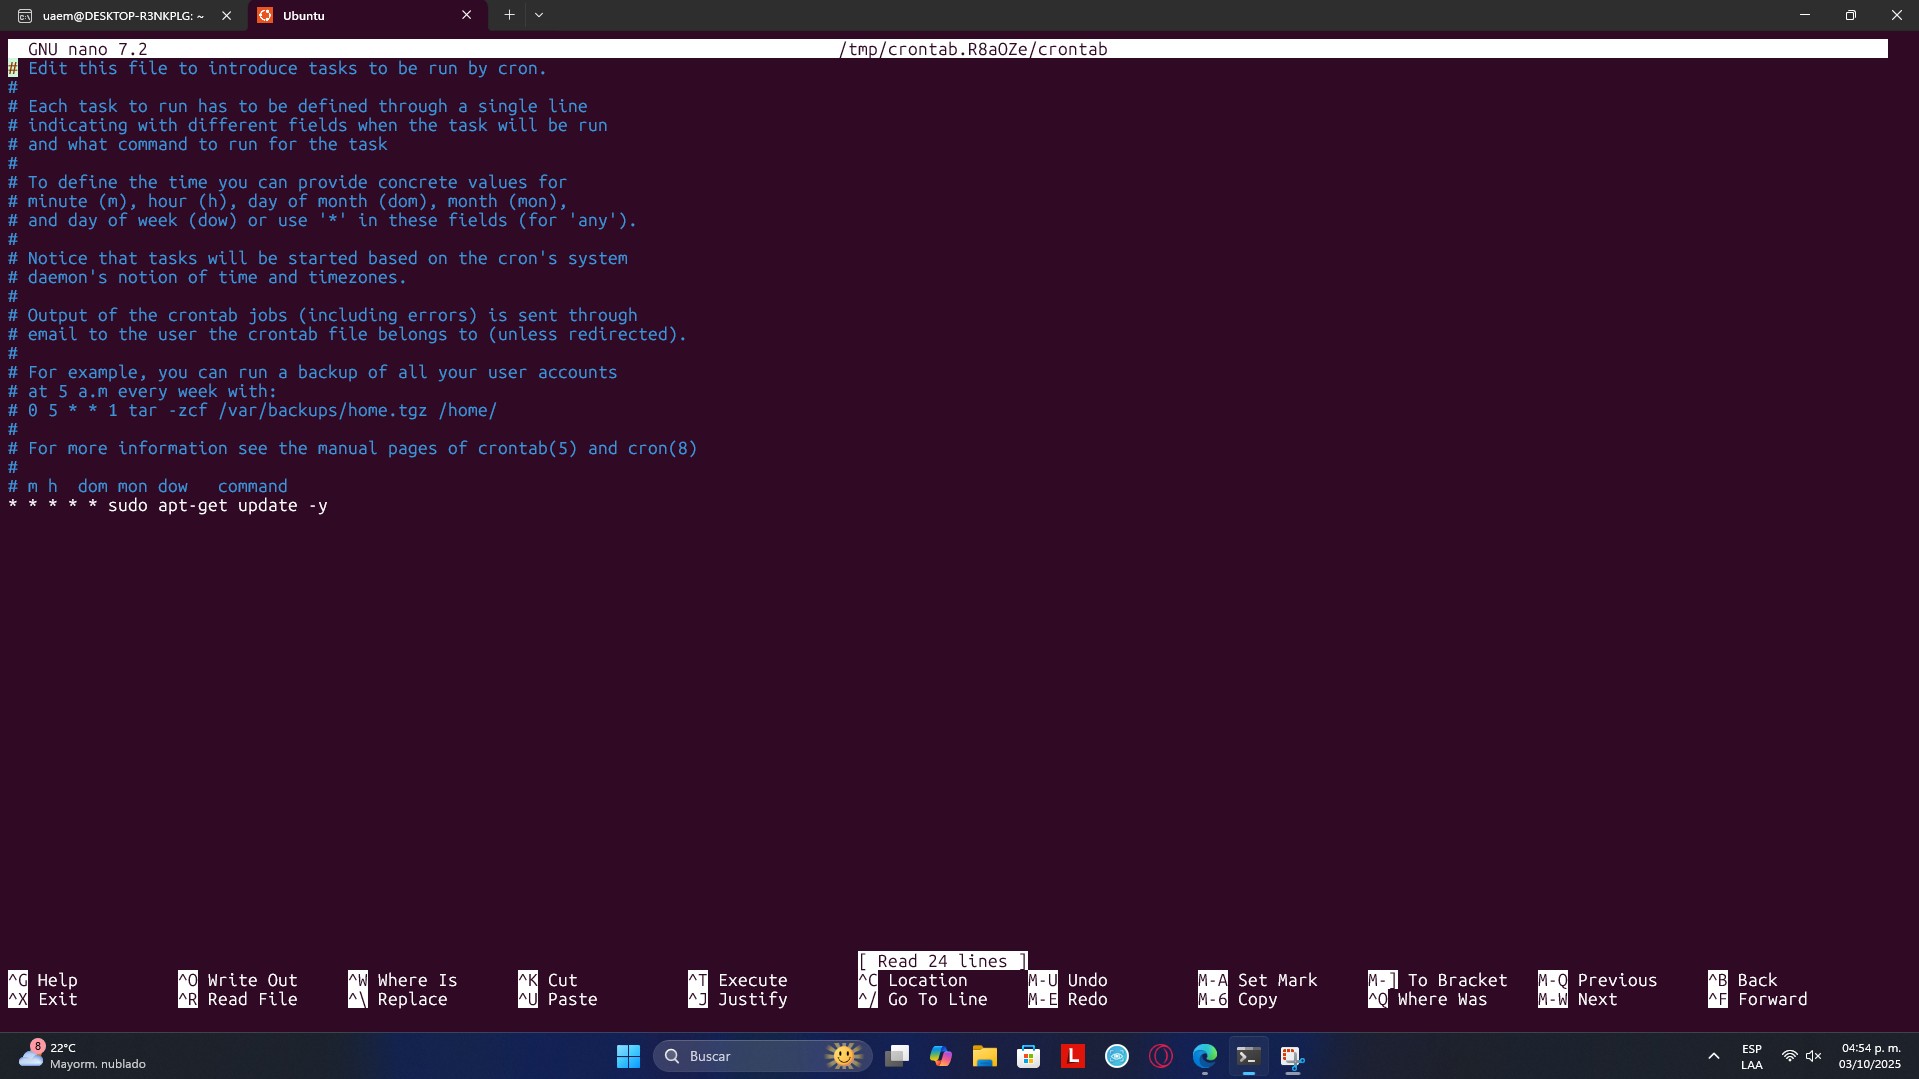 uaem@DESKTOP-R3NKPLG: ~
Ubuntu
GNU nano 7.2 /tmp/crontab.R8aOZe/crontab
# Edit this file to introduce tasks to be run by cron.
#
# Each task to run has to be defined through a single line
# indicating with different fields when the task will be run
# and what command to run for the task
#
# To define the time you can provide concrete values for
# minute (m), hour (h), day of month (dom), month (mon),
# and day of week (dow) or use '*' in these fields (for 'any').
#
# Notice that tasks will be started based on the cron's system
# daemon's notion of time and timezones.
#
# Output of the crontab jobs (including errors) is sent through
# email to the user the crontab file belongs to (unless redirected).
#
# For example, you can run a backup of all your user accounts
# at 5 a.m every week with:
# 0 5 * * 1 tar -zcf /var/backups/home.tgz /home/
#
# For more information see the manual pages of crontab(5) and cron(8)
#
# m h  dom mon dow   command
* * * * * sudo apt-get update -y
[ Read 24 lines ]
^G Help ^O Write Out ^W Where Is ^K Cut ^T Execute ^C Location M-U Undo M-A Set Mark M-] To Bracket M-Q Previous ^B Back
^X Exit ^R Read File ^\ Replace ^U Paste ^J Justify ^/ Go To Line M-E Redo M-6 Copy ^Q Where Was M-W Next ^F Forward
8
22°C
Mayorm. nublado
Buscar
L
ESP
LAA
04:54 p. m.
03/10/2025